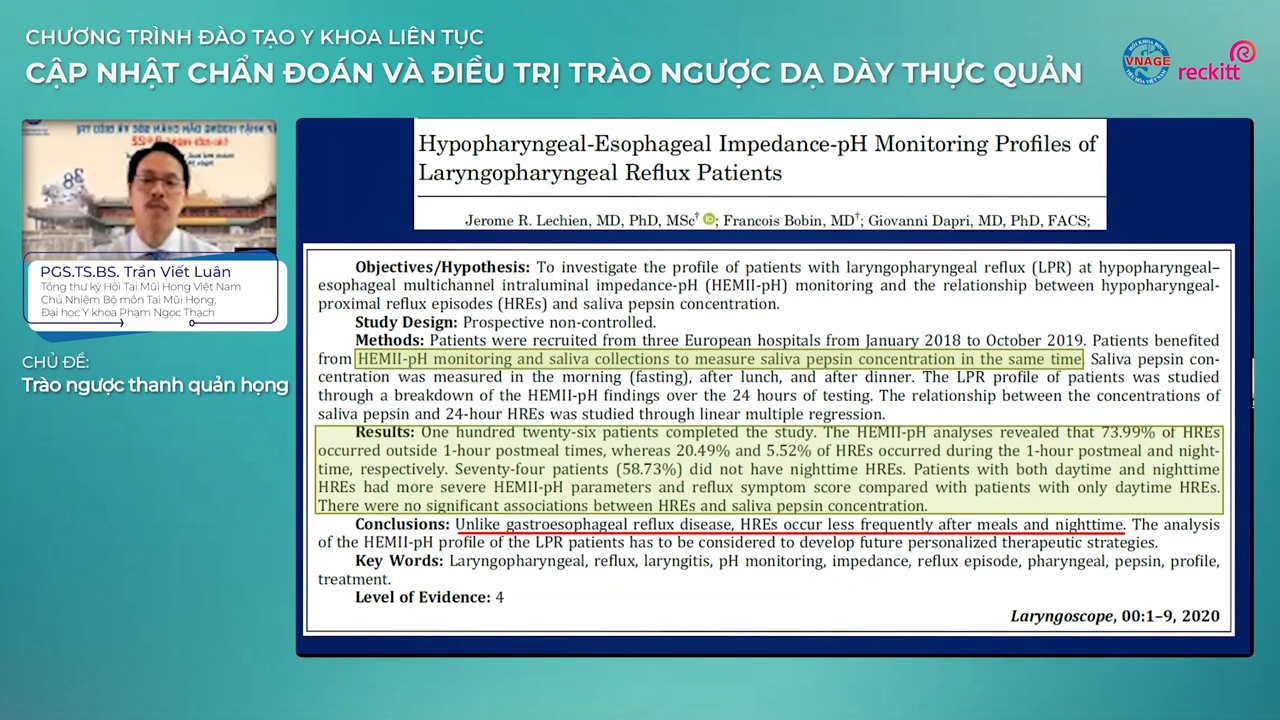 CHƯƠNG TRÌNH ĐÀO TẠO Y KHOA LIÊN TỤC
CẬP NHẬT CHẨN ĐOÁN VÀ ĐIỀU TRỊ TRÀO NGƯỢC DẠ DÀY THỰC QUẢN
VNAGE
reckitt
PGS.TS.BS. Trần Viết Luân
Tổng thư ký Hội Tai Mũi Họng Việt Nam
Chủ Nhiệm Bộ môn Tai Mũi Họng,
Đại học Y khoa Phạm Ngọc Thạch
CHỦ ĐỀ:
Trào ngược thanh quản họng
Hypopharyngeal-Esophageal Impedance-pH Monitoring Profiles of
Laryngopharyngeal Reflux Patients
Jerome R. Lechien, MD, PhD, MSc†; Francois Bobin, MD†; Giovanni Dapri, MD, PhD, FACS;
Objectives/Hypothesis: To investigate the profile of patients with laryngopharyngeal reflux (LPR) at hypopharyngeal–
esophageal multichannel intraluminal impedance-pH (HEMII-pH) monitoring and the relationship between hypopharyngeal-
proximal reflux episodes (HREs) and saliva pepsin concentration.
Study Design: Prospective non-controlled.
Methods: Patients were recruited from three European hospitals from January 2018 to October 2019. Patients benefited
from HEMII-pH monitoring and saliva collections to measure saliva pepsin concentration in the same time. Saliva pepsin con-
centration was measured in the morning (fasting), after lunch, and after dinner. The LPR profile of patients was studied
through a breakdown of the HEMII-pH findings over the 24 hours of testing. The relationship between the concentrations of
saliva pepsin and 24-hour HREs was studied through linear multiple regression.
Results: One hundred twenty-six patients completed the study. The HEMII-pH analyses revealed that 73.99% of HREs
occurred outside 1-hour postmeal times, whereas 20.49% and 5.52% of HREs occurred during the 1-hour postmeal and night-
time, respectively. Seventy-four patients (58.73%) did not have nighttime HREs. Patients with both daytime and nighttime
HREs had more severe HEMII-pH parameters and reflux symptom score compared with patients with only daytime HREs.
There were no significant associations between HREs and saliva pepsin concentration.
Conclusions: Unlike gastroesophageal reflux disease, HREs occur less frequently after meals and nighttime. The analysis
of the HEMII-pH profile of the LPR patients has to be considered to develop future personalized therapeutic strategies.
Key Words: Laryngopharyngeal, reflux, laryngitis, pH monitoring, impedance, reflux episode, pharyngeal, pepsin, profile,
treatment.
Level of Evidence: 4
Laryngoscope, 00:1–9, 2020